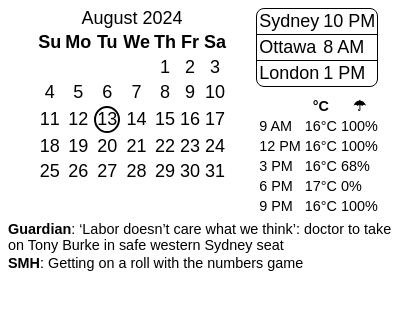 August 2024
Su Mo Tu We Th Fr Sa
1 2 3
4 5 6 7 8 9 10
11 12 13 14 15 16 17
18 19 20 21 22 23 24
25 26 27 28 29 30 31
Sydney 10 PM
Ottawa 8 AM
London 1 PM
°C ☂
9 AM 16°C 100%
12 PM 16°C 100%
3 PM 16°C 68%
6 PM 17°C 0%
9 PM 16°C 100%
Guardian: ‘Labor doesn’t care what we think’: doctor to take
on Tony Burke in safe western Sydney seat
SMH: Getting on a roll with the numbers game